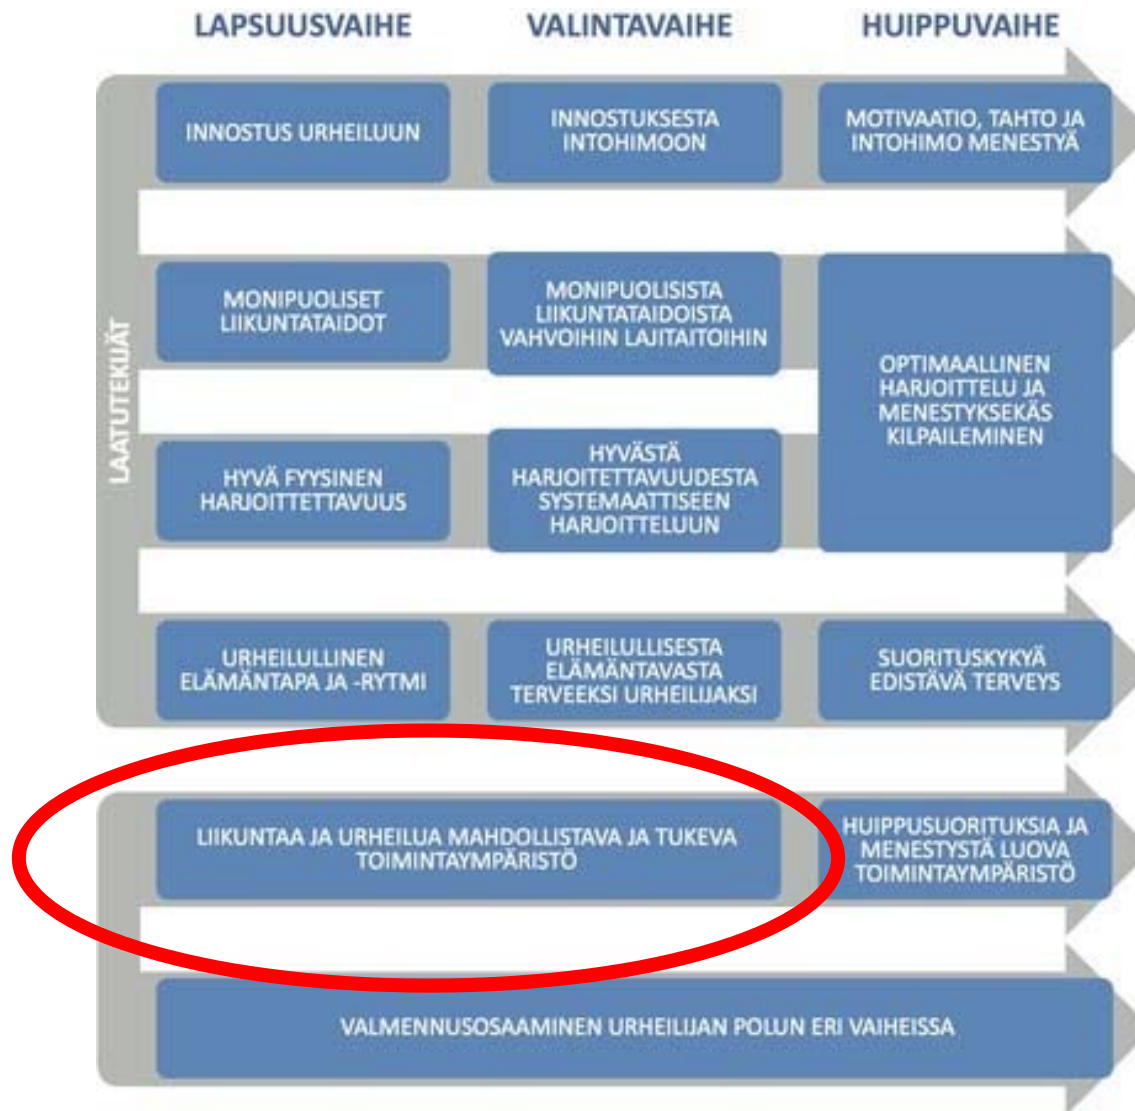 LAPSUUSVAIHE
VALINTAVAIHE
HUIPPUVAIHE
LAATUTEKIJÄT
INNOSTUS URHEILUUN
INNOSTUKSESTA
INTOHIMOON
MOTIVAATIO, TAHTO JA
INTOHIMO MENESTYÄ
MONIPUOLISET
LIIKUNTATAIDOT
MONIPUOLISISTA
LIIKUNTATAIDOISTA
VAHVOIHIN LAJITAITOIHIN
OPTIMAALLINEN
HARJOITTELU JA
MENESTYKSEKÄS
KILPAILEMINEN
HYVÄ FYYSINEN
HARJOITTETTAVUUS
HYVÄSTÄ
HARJOITETTAVUUDESTA
SYSTEMAATTISEEN
HARJOITTELUUN
URHEILULLINEN
ELÄMÄNTAPA JA -RYTMI
URHEILULLISESTA
ELÄMÄNTAVASTA
TERVEEKSI URHEILIJAKSI
SUORITUSKYKYÄ
EDISTÄVÄ TERVEYS
LIIKUNTAA JA URHEILUA MAHDOLLISTAVA JA TUKEVA
TOIMINTAYMPÄRISTÖ
HUIPPUSUORITUKSIA JA
MENESTYSTÄ LUOVA
TOIMINTAYMPÄRISTÖ
VALMENNUSOSAAMINEN URHEILIJAN POLUN ERI VAIHEISSA